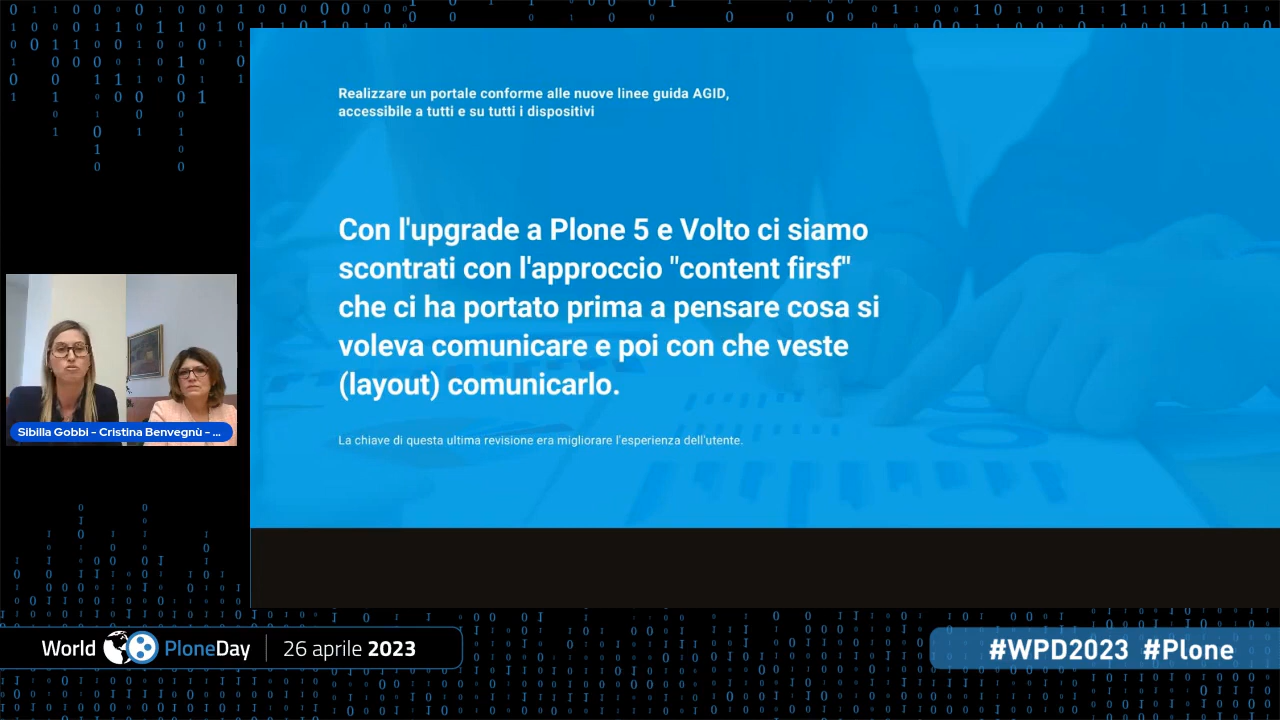 Realizzare un portale conforme alle nuove linee guida AGID,
accessibile a tutti e su tutti i dispositivi
Con l'upgrade a Plone 5 e Volto ci siamo
scontrati con l'approccio "content firsf"
che ci ha portato prima a pensare cosa si
voleva comunicare e poi con che veste
(layout) comunicarlo.
La chiave di questa ultima revisione era migliorare l'esperienza dell'utente.
Sibilla Gobbi - Cristina Benvegnù - ...
World PloneDay | 26 aprile 2023
#WPD2023 #Plone